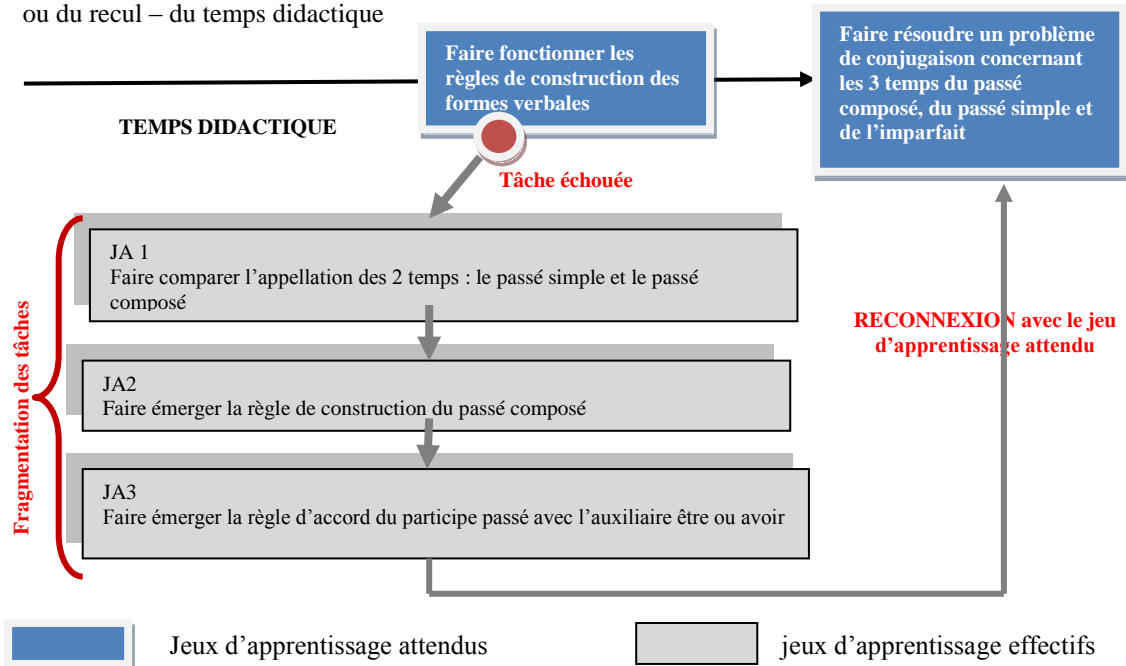 ou du recul – du temps didactique
Faire fonctionner les
règles de construction des
formes verbales
Faire résoudre un problème
de conjugaison concernant
les 3 temps du passé
composé, du passé simple et
de l'imparfait
TEMPS DIDACTIQUE
Tâche échouée
Fragmentation des tâches
JA 1
Faire comparer l'appellation des 2 temps : le passé simple et le passé
composé
RECONNEXION avec le jeu
d'apprentissage attendu
JA2
Faire émerger la règle de construction du passé composé
JA3
Faire émerger la règle d'accord du participe passé avec l'auxiliaire être ou avoir
Jeux d'apprentissage attendus
jeux d'apprentissage effectifs